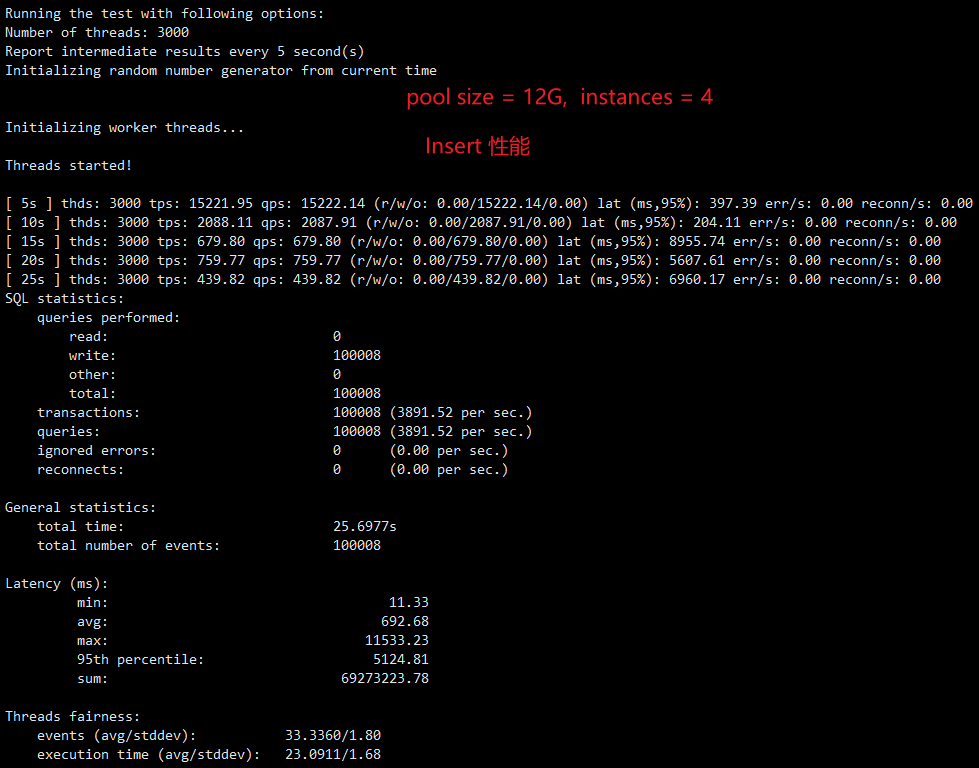 Running the test with following options:
Number of threads: 3000
Report intermediate results every 5 second(s)
Initializing random number generator from current time
pool size = 12G, instances = 4
Initializing worker threads...
Insert 性能
Threads started!
[ 5s ] thds: 3000 tps: 15221.95 qps: 15222.14 (r/w/o: 0.00/15222.14/0.00) lat (ms,95%): 397.39 err/s: 0.00 reconn/s: 0.00
[ 10s ] thds: 3000 tps: 2088.11 qps: 2087.91 (r/w/o: 0.00/2087.91/0.00) lat (ms,95%): 204.11 err/s: 0.00 reconn/s: 0.00
[ 15s ] thds: 3000 tps: 679.80 qps: 679.80 (r/w/o: 0.00/679.80/0.00) lat (ms,95%): 8955.74 err/s: 0.00 reconn/s: 0.00
[ 20s ] thds: 3000 tps: 759.77 qps: 759.77 (r/w/o: 0.00/759.77/0.00) lat (ms,95%): 5607.61 err/s: 0.00 reconn/s: 0.00
[ 25s ] thds: 3000 tps: 439.82 qps: 439.82 (r/w/o: 0.00/439.82/0.00) lat (ms,95%): 6960.17 err/s: 0.00 reconn/s: 0.00
SQL statistics:
queries performed:
read: 0
write: 100008
other: 0
total: 100008
transactions: 100008 (3891.52 per sec.)
queries: 100008 (3891.52 per sec.)
ignored errors: 0 (0.00 per sec.)
reconnects: 0 (0.00 per sec.)
General statistics:
total time: 25.6977s
total number of events: 100008
Latency (ms):
min: 11.33
avg: 692.68
max: 11533.23
95th percentile: 5124.81
sum: 69273223.78
Threads fairness:
events (avg/stddev): 33.3360/1.80
execution time (avg/stddev): 23.0911/1.68